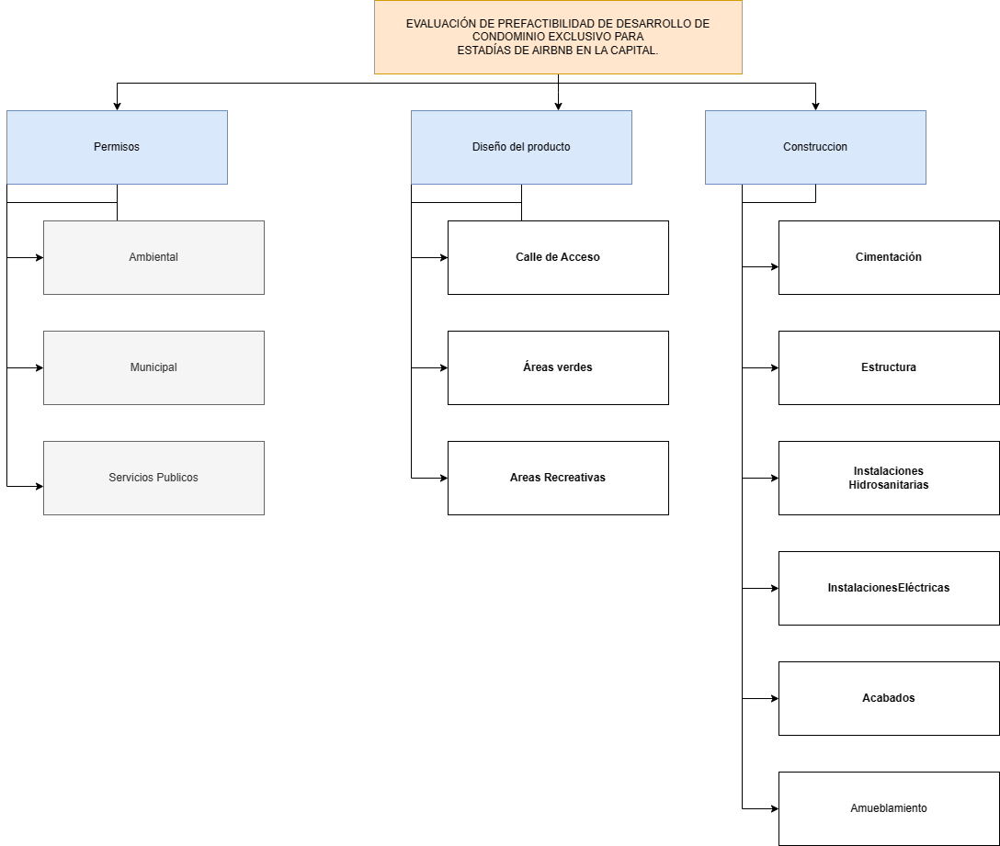 EVALUACIÓN DE PREFACTIBILIDAD DE DESARROLLO DE
CONDOMINIO EXCLUSIVO PARA
ESTADÍAS DE AIRBNB EN LA CAPITAL.
Permisos
Diseño del producto
Construccion
Ambiental
Calle de Acceso
Cimentación
Municipal
Áreas verdes
Estructura
Servicios Publicos
Areas Recreativas
Instalaciones
Hidrosanitarias
InstalacionesEléctricas
Acabados
Amueblamiento